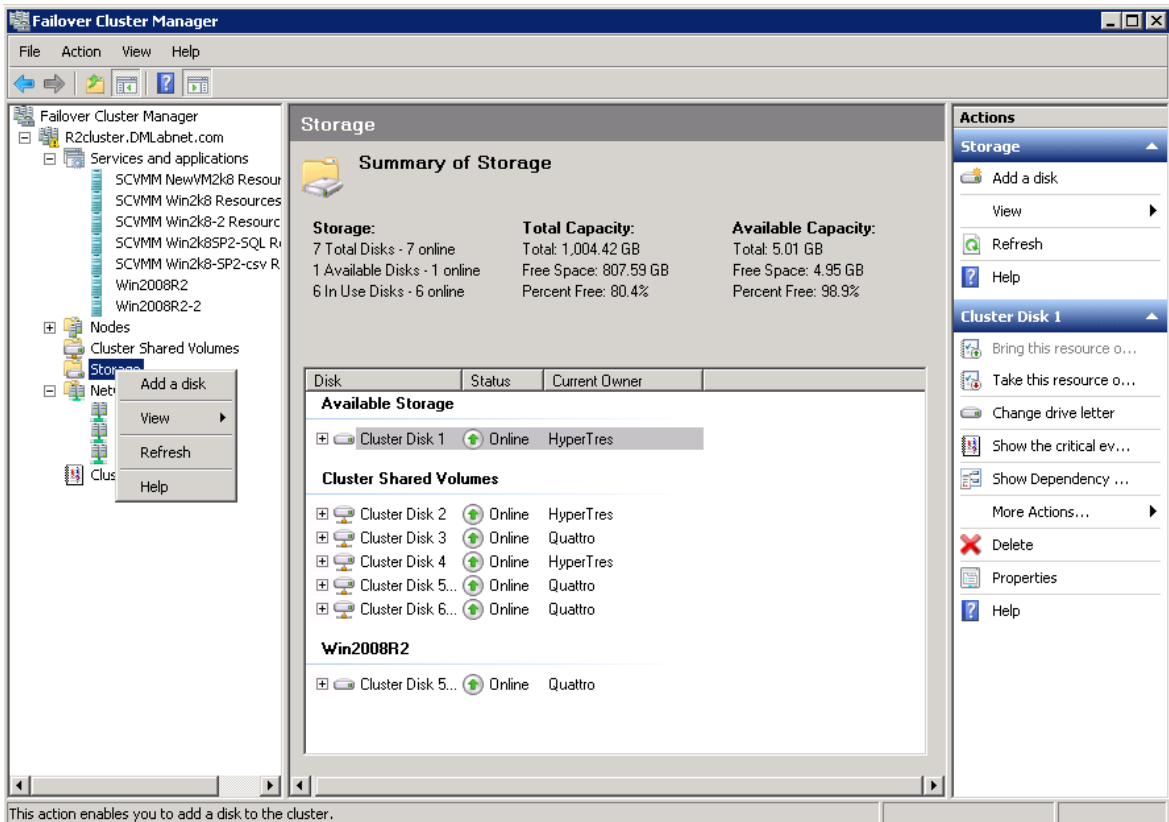 Failover Cluster Manager
File Action View Help
Failover Cluster Manager
R2cluster.DMLabnet.com
Services and applications
SCVMM NewVM2k8 Resour
SCVMM Win2k8 Resources
SCVMM Win2k8-2 Resourc
SCVMM Win2k8SP2-SQL R
SCVMM Win2k8-SP2-csv R
Win2008R2
Win2008R2-2
Nodes
Cluster Shared Volumes
Storage
Net
Clus
Add a disk
View
Refresh
Help
Storage
Summary of Storage
Storage: Total Capacity: Available Capacity:
7 Total Disks - 7 online Total: 1,004.42 GB Total: 5.01 GB
1 Available Disks - 1 online Free Space: 807.59 GB Free Space: 4.95 GB
6 In Use Disks - 6 online Percent Free: 80.4% Percent Free: 98.9%
Disk Status Current Owner
Available Storage
Cluster Disk 1 Online HyperTres
Cluster Shared Volumes
Cluster Disk 2 Online HyperTres
Cluster Disk 3 Online Quattro
Cluster Disk 4 Online HyperTres
Cluster Disk 5... Online Quattro
Cluster Disk 6... Online Quattro
Win2008R2
Cluster Disk 5... Online Quattro
Actions
Storage
Add a disk
View
Refresh
Help
Cluster Disk 1
Bring this resource o...
Take this resource o...
Change drive letter
Show the critical ev...
Show Dependency ...
More Actions...
Delete
Properties
Help
This action enables you to add a disk to the cluster.